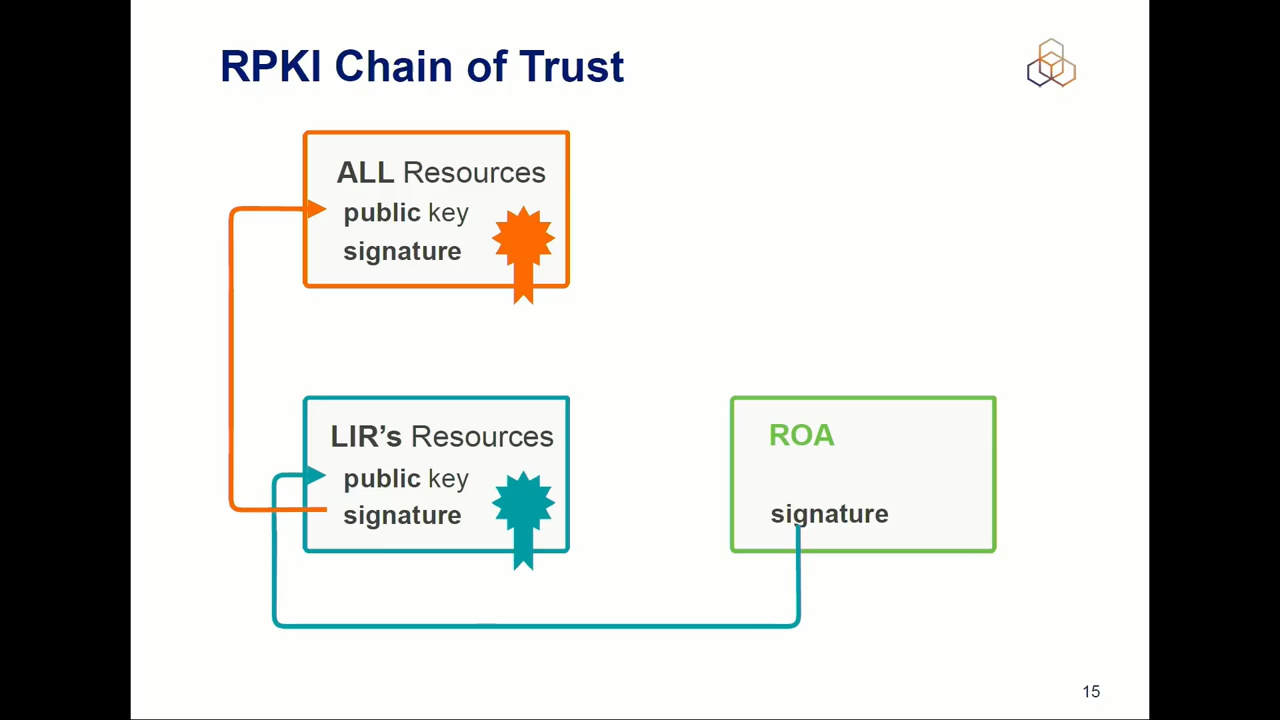 RPKI Chain of Trust
ALL Resources
public key
signature
LIR’s Resources
public key
signature
ROA
signature
15